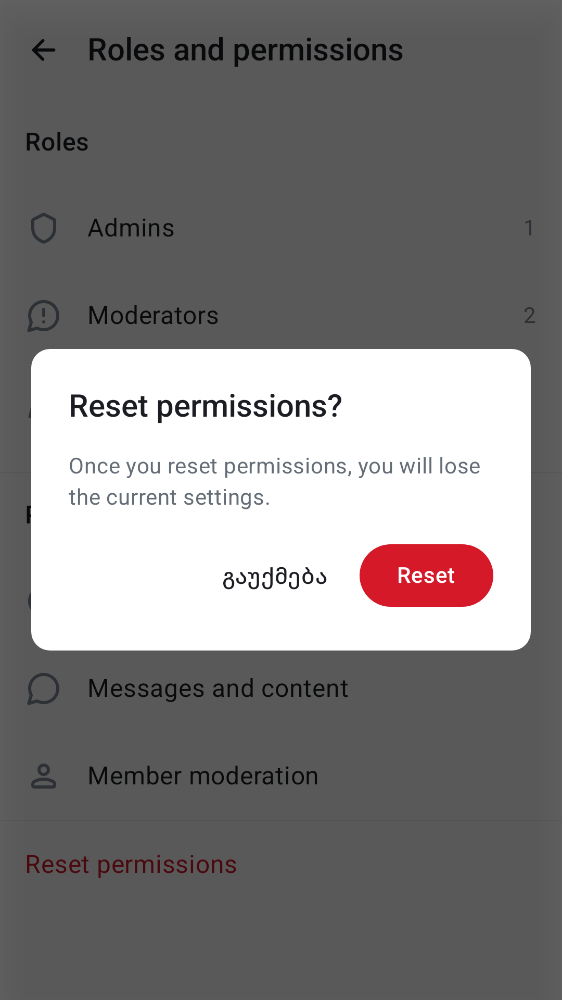 Roles and permissions
Roles
Admins 1
Moderators 2
Reset permissions?
Once you reset permissions, you will lose
the current settings.
გაუქმება Reset
Messages and content
Member moderation
Reset permissions